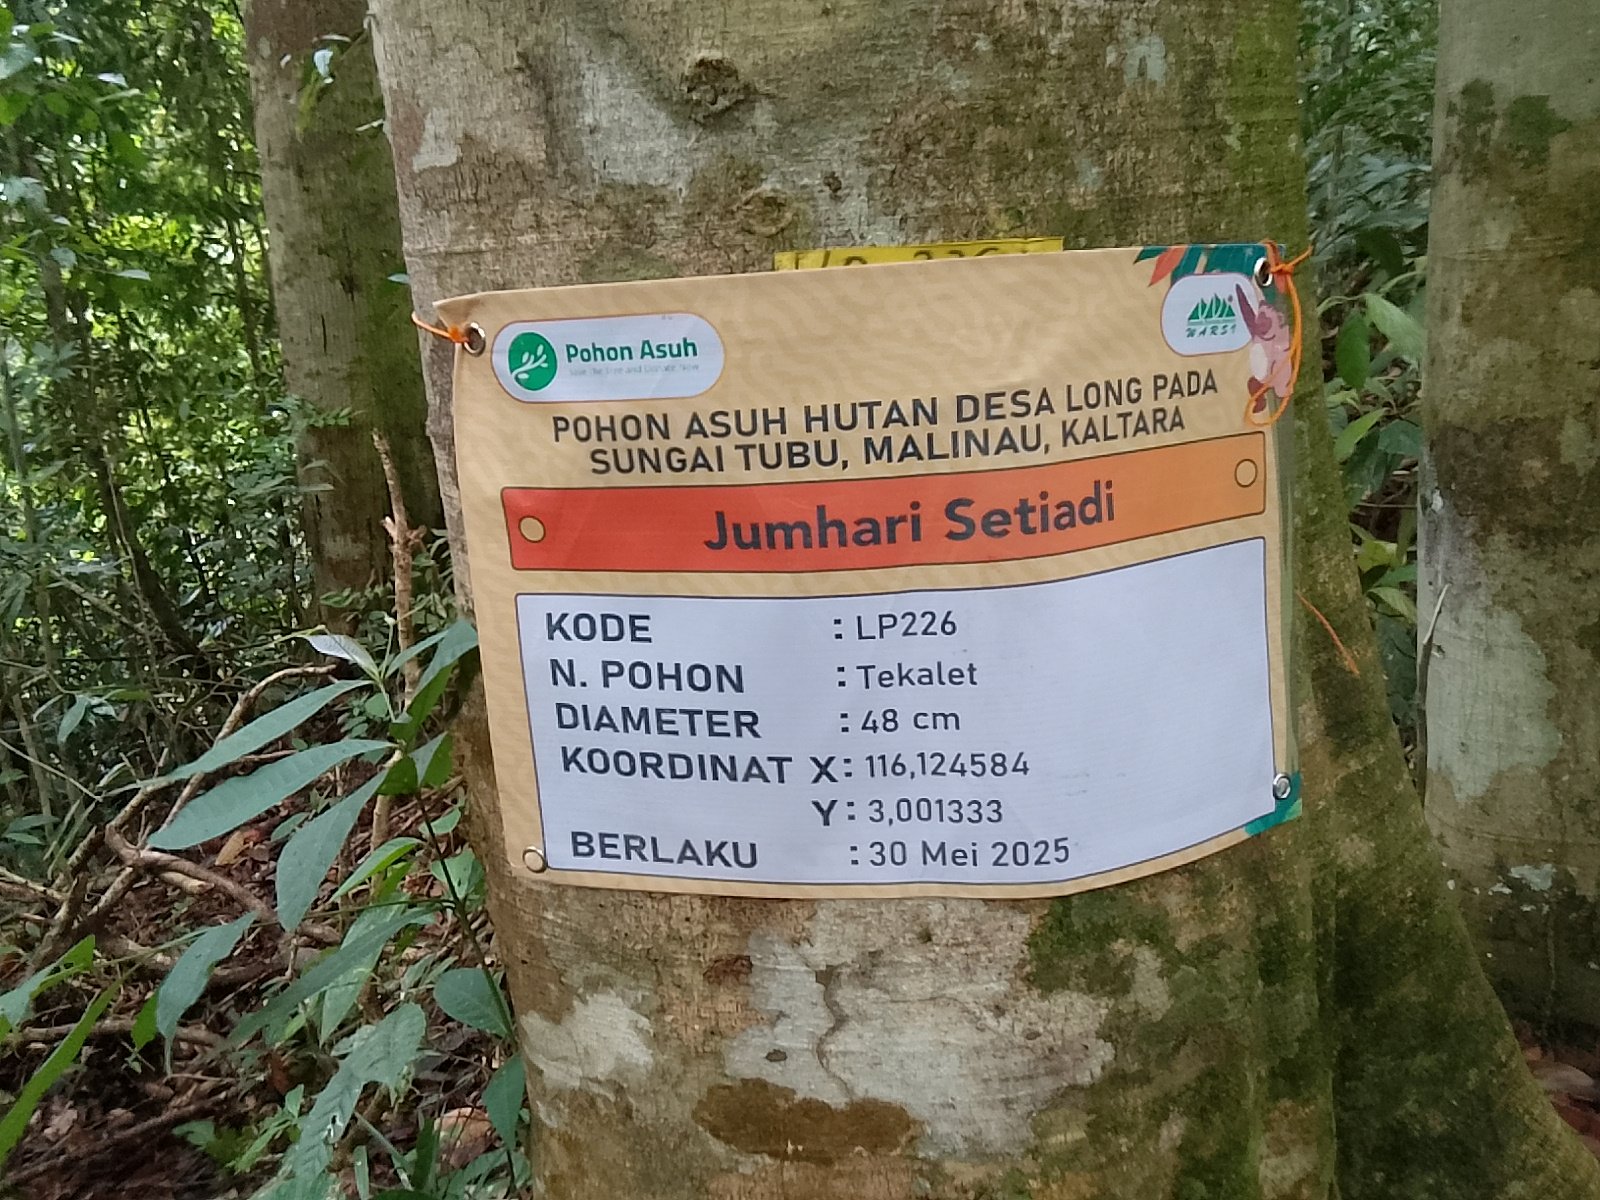 Pohon Asuh
WARSI
POHON ASUH HUTAN DESA LONG PADA
SUNGAI TUBU, MALINAU, KALTARA
Jumhari Setiadi
KODE : LP226
N. POHON : Tekalet
DIAMETER : 48 cm
KOORDINAT X : 116,124584
Y : 3,001333
BERLAKU : 30 Mei 2025